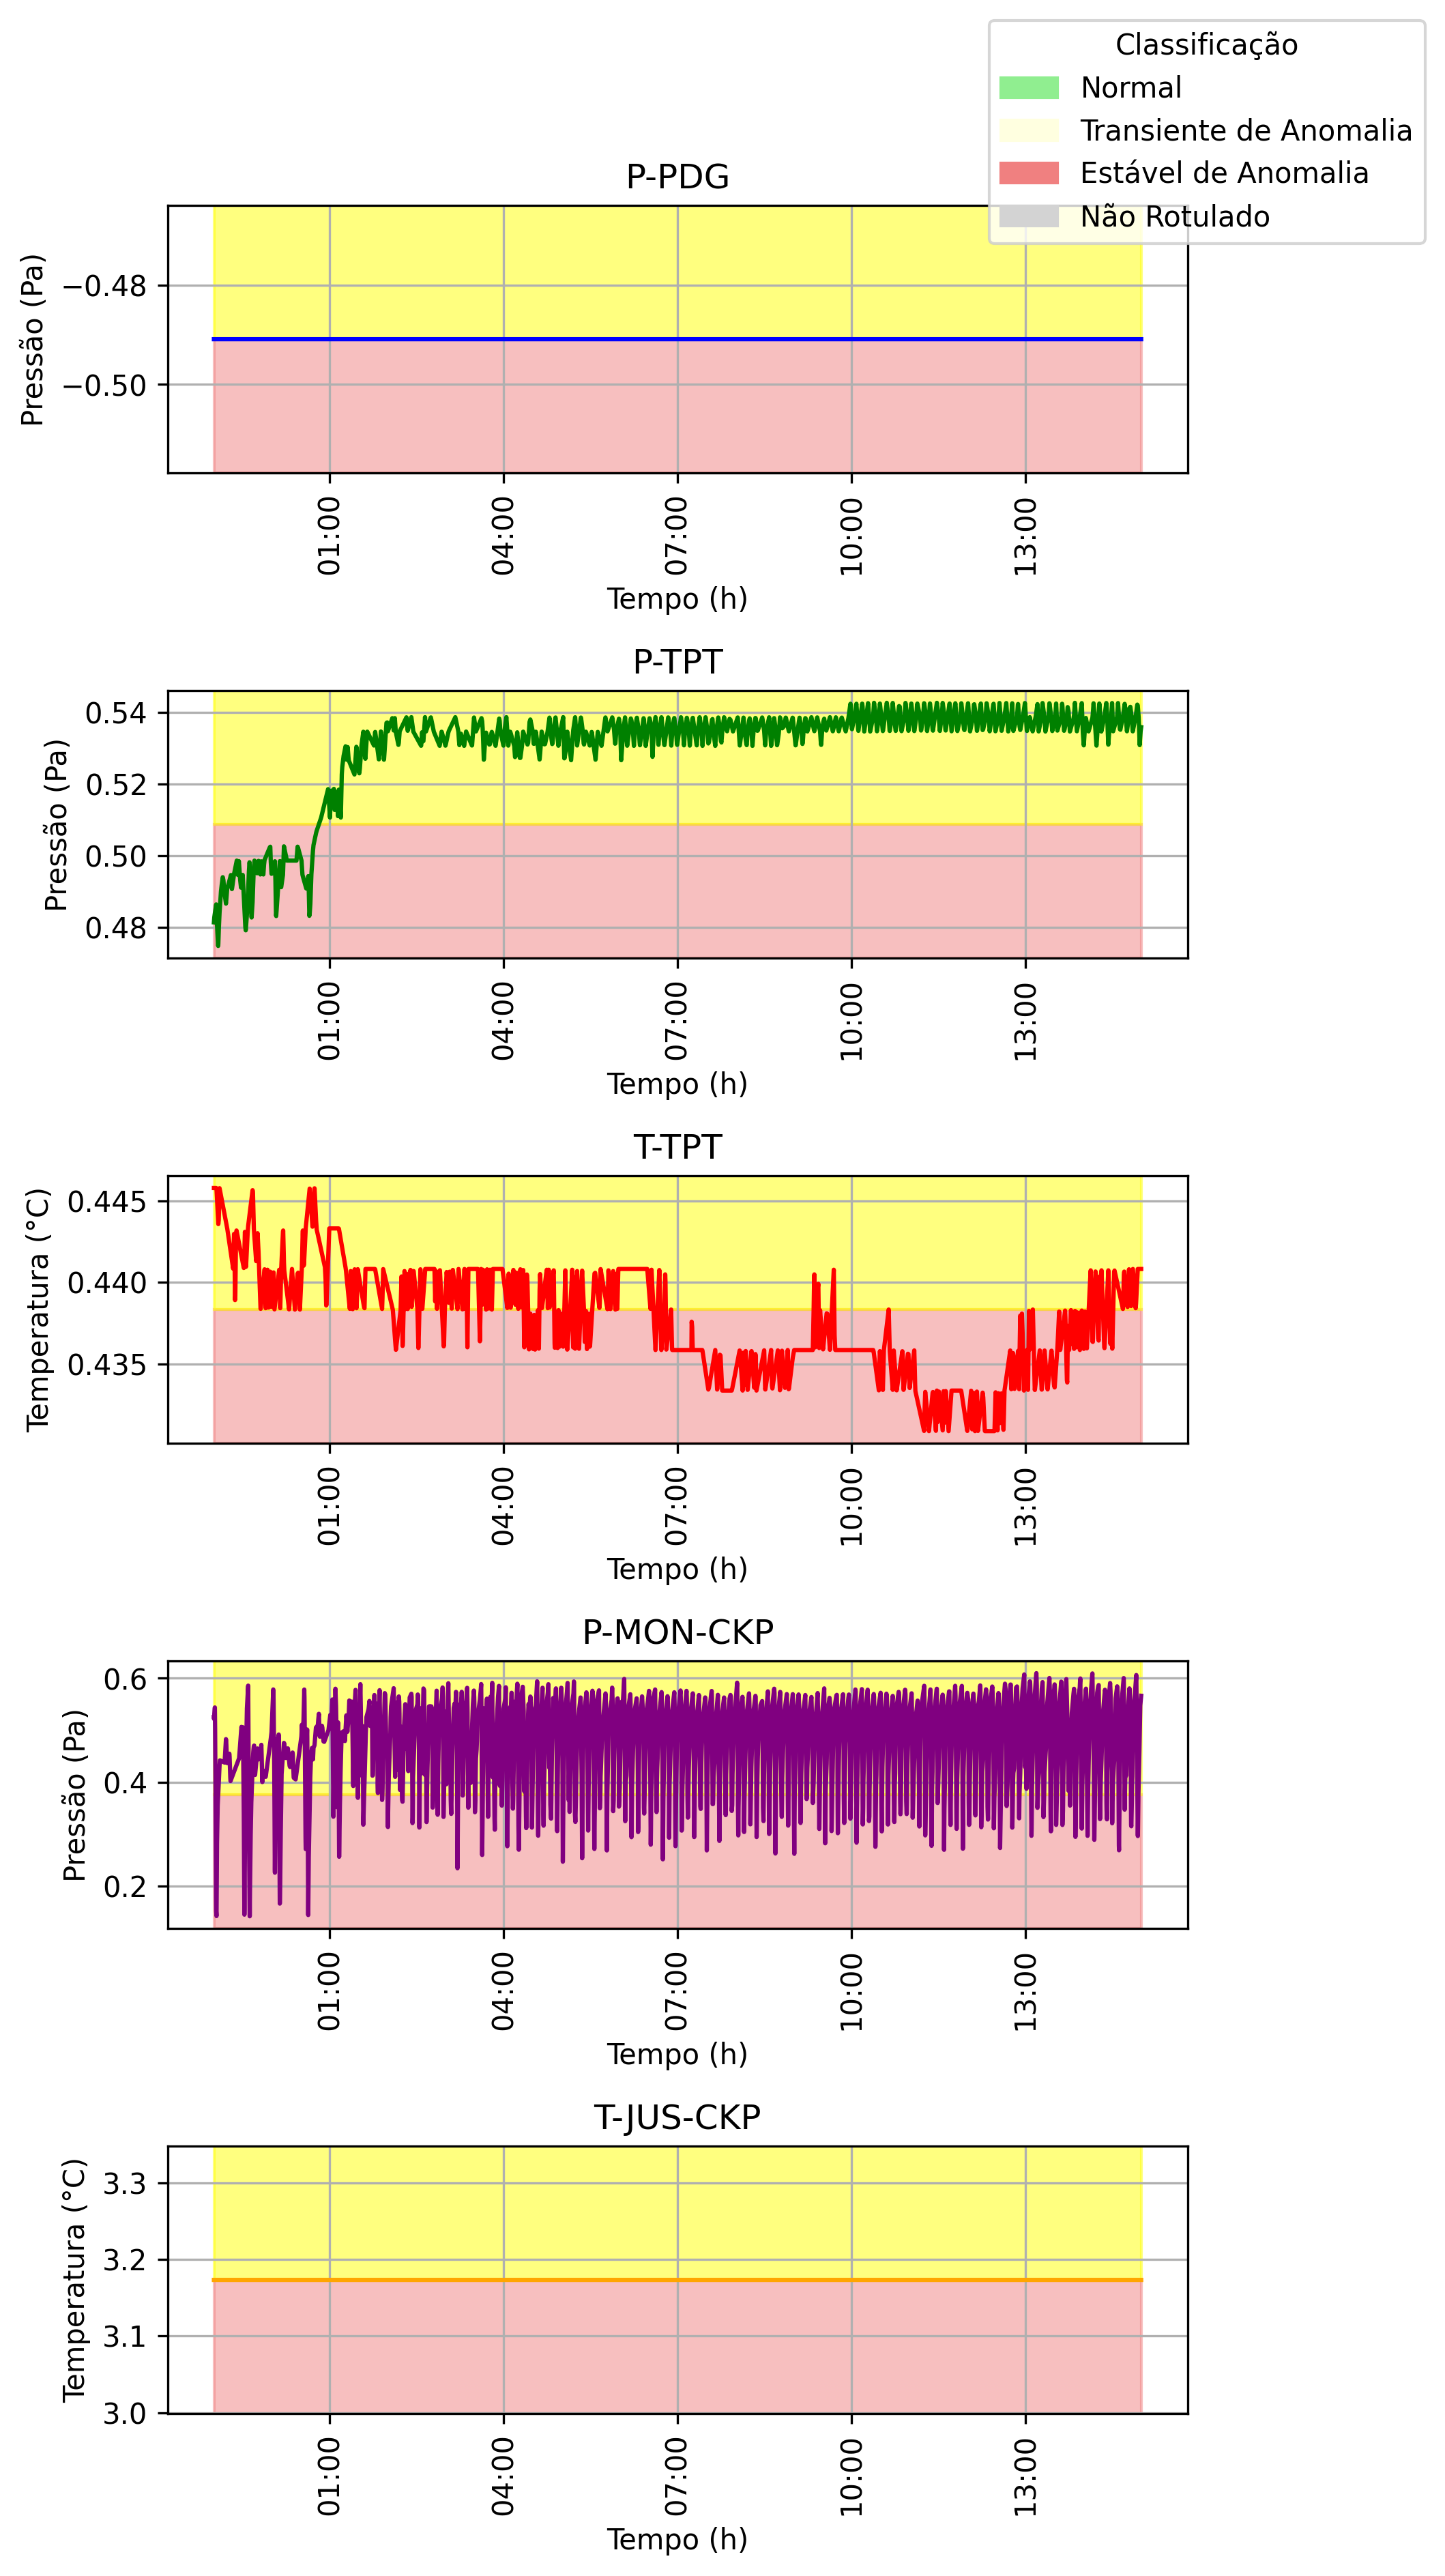 Classificação
Normal
Transiente de Anomalia
Estável de Anomalia
Não Rotulado
P-PDG
Pressão (Pa)
−0.48
−0.50
01:00
04:00
07:00
10:00
13:00
Tempo (h)
P-TPT
Pressão (Pa)
0.54
0.52
0.50
0.48
01:00
04:00
07:00
10:00
13:00
Tempo (h)
T-TPT
Temperatura (°C)
0.445
0.440
0.435
01:00
04:00
07:00
10:00
13:00
Tempo (h)
P-MON-CKP
Pressão (Pa)
0.6
0.4
0.2
01:00
04:00
07:00
10:00
13:00
Tempo (h)
T-JUS-CKP
Temperatura (°C)
3.3
3.2
3.1
3.0
01:00
04:00
07:00
10:00
13:00
Tempo (h)